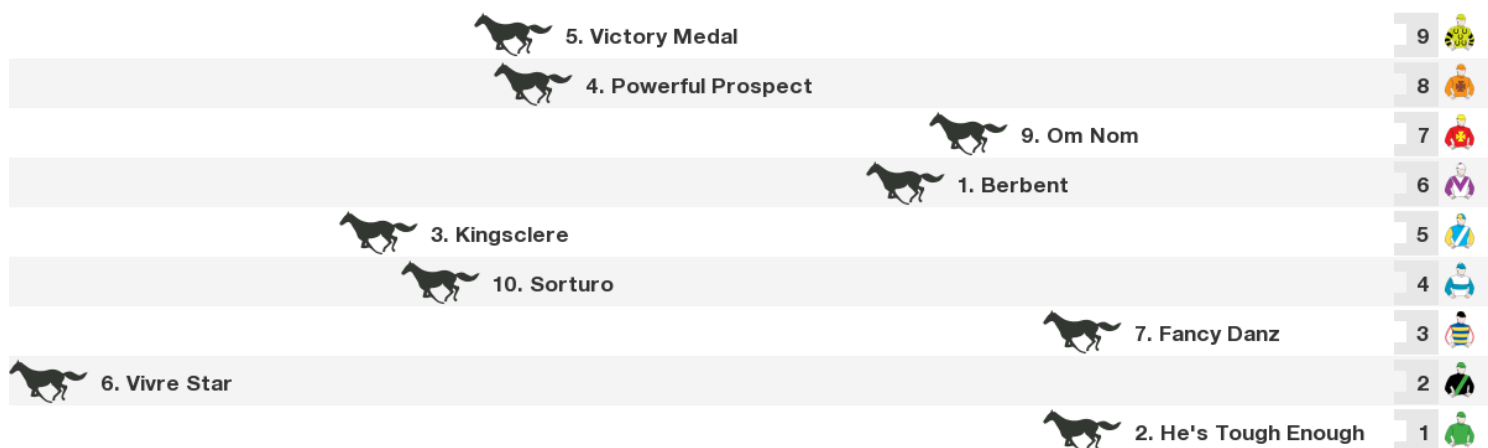 5. Victory Medal 9
4. Powerful Prospect 8
9. Om Nom 7
1. Berbent 6
3. Kingsclere 5
10. Sorturo 4
7. Fancy Danz 3
6. Vivre Star 2
2. He's Tough Enough 1